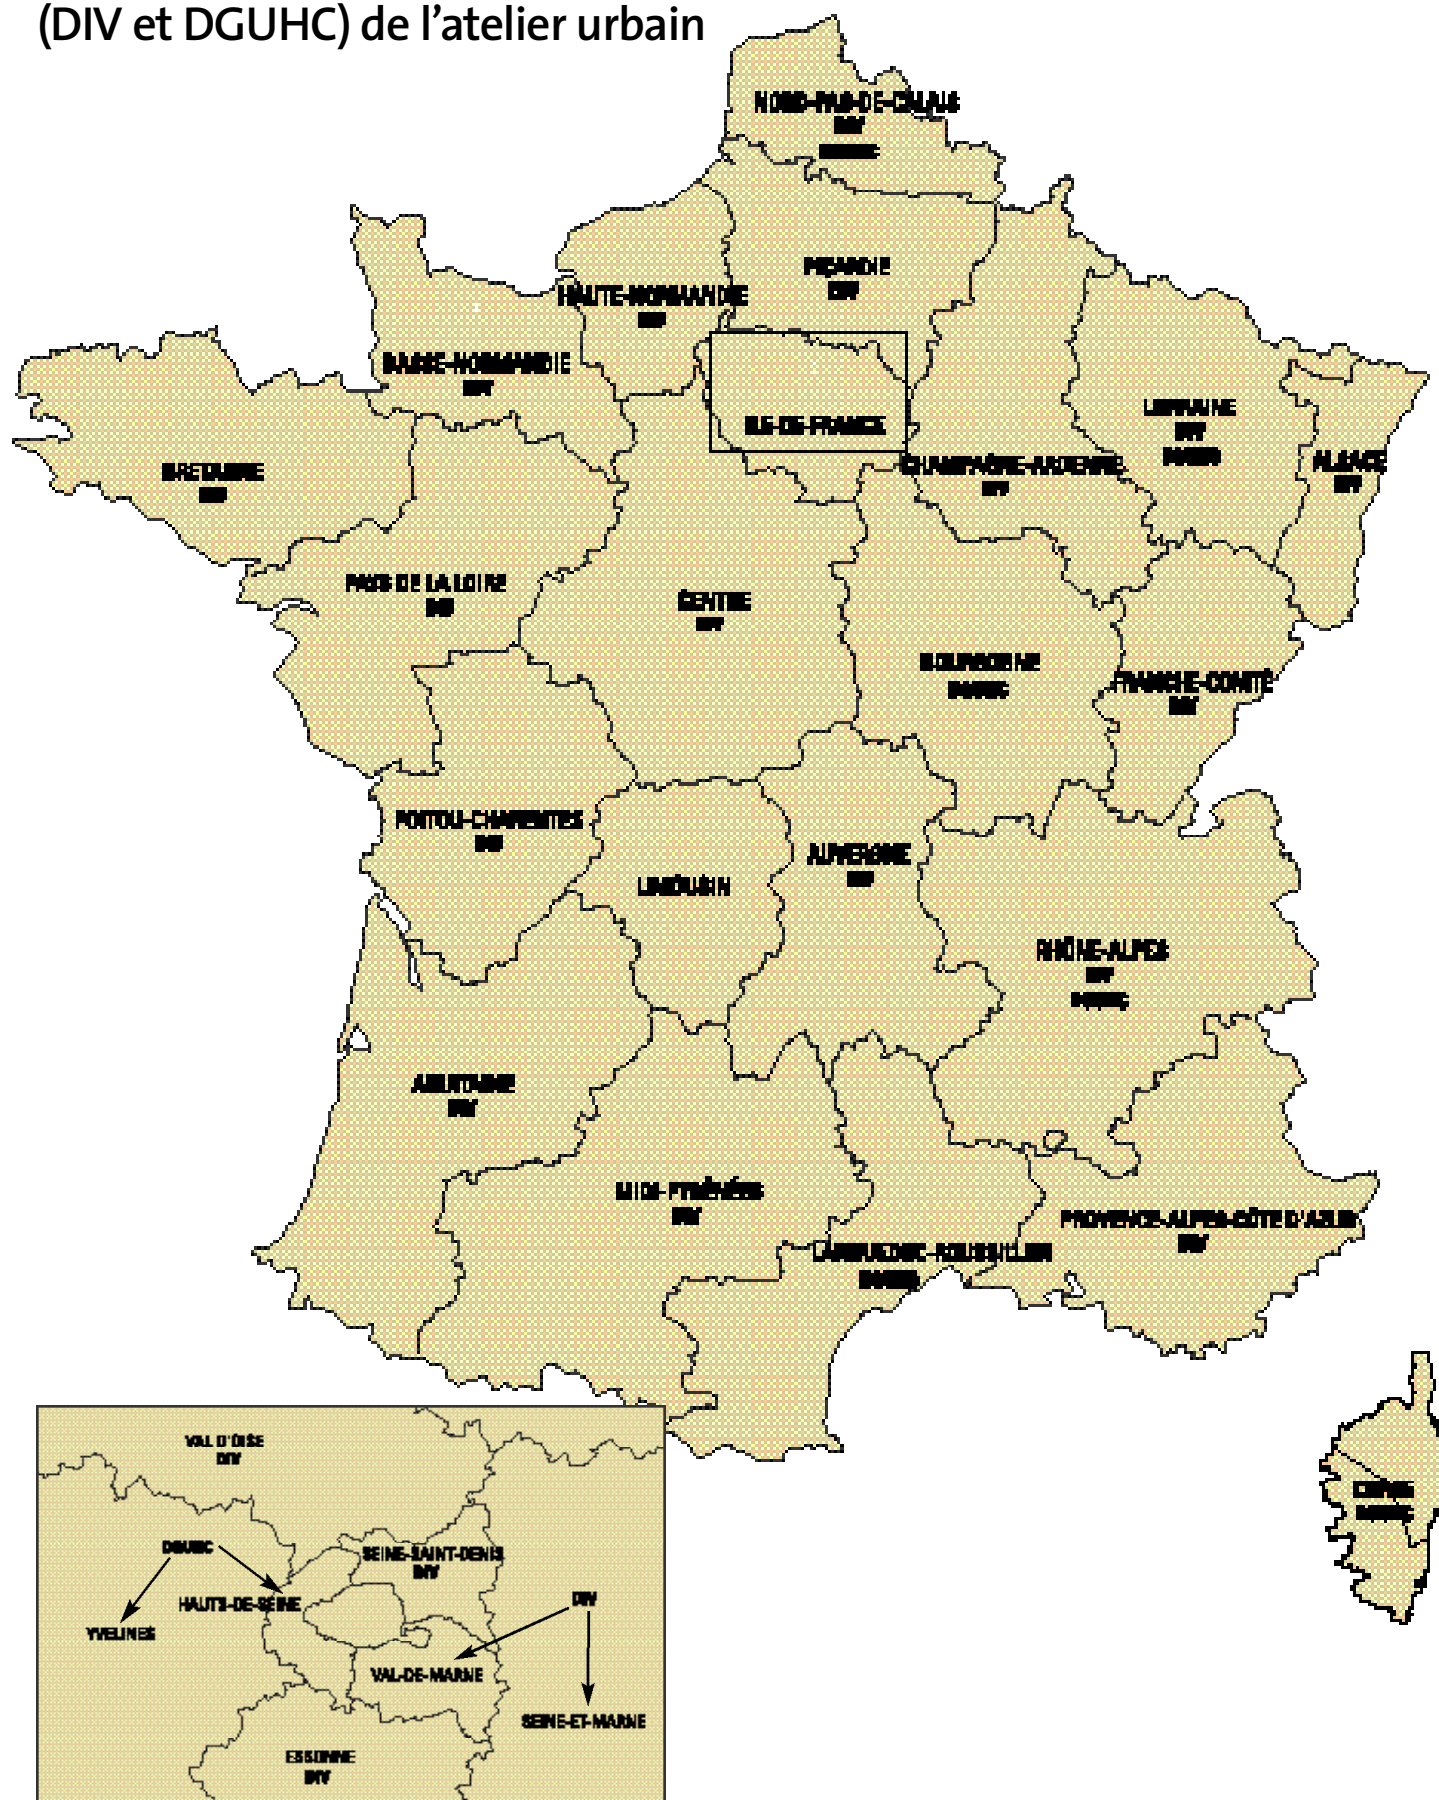 (DIV et DGUHC) de l’atelier urbain
NORD-PAS-DE-CALAIS
DIV
DGUHC
PICARDIE
DIV
HAUTE-NORMANDIE
DIV
BASSE-NORMANDIE
DIV
ILE-DE-FRANCE
LORRAINE
DIV
DGUHC
ALSACE
DIV
CHAMPAGNE-ARDENNE
DIV
BRETAGNE
DIV
PAYS DE LA LOIRE
DIV
CENTRE
DIV
BOURGOGNE
DGUHC
FRANCHE-COMTÉ
DIV
POITOU-CHARENTES
DIV
LIMOUSIN
AUVERGNE
DIV
RHÔNE-ALPES
DIV
DGUHC
AQUITAINE
DIV
MIDI-PYRÉNÉES
DIV
LANGUEDOC-ROUSSILLON
DGUHC
PROVENCE-ALPES-CÔTE D'AZUR
DIV
CORSE
DGUHC
VAL D'OISE
DIV
DGUHC
SEINE-SAINT-DENIS
DIV
HAUTS-DE-SEINE
DIV
YVELINES
VAL-DE-MARNE
SEINE-ET-MARNE
ESSONNE
DIV